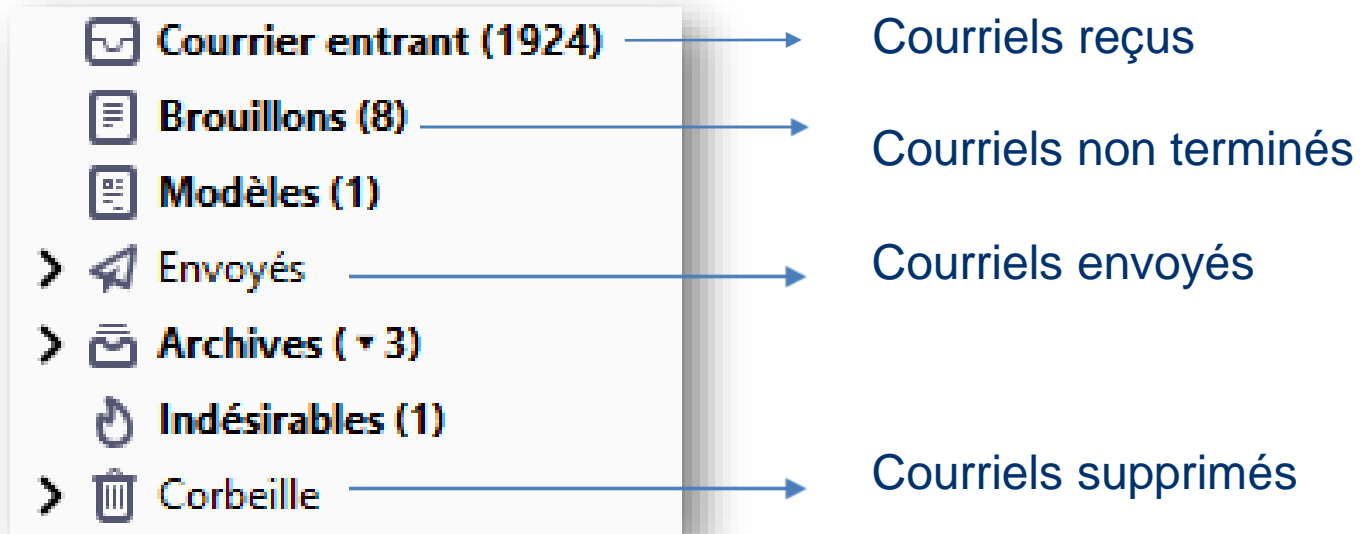 Courrier entrant (1924)
Courriels reçus
Brouillons (8)
Courriels non terminés
Modèles (1)
Envoyés
Courriels envoyés
Archives ( ▾ 3)
Indésirables (1)
Corbeille
Courriels supprimés